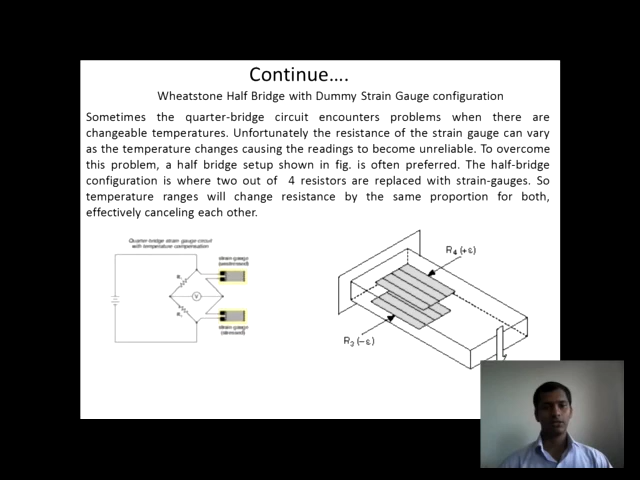 Continue....
Wheatstone Half Bridge with Dummy Strain Gauge configuration
Sometimes the quarter-bridge circuit encounters problems when there are
changeable temperatures. Unfortunately the resistance of the strain gauge can vary
as the temperature changes causing the readings to become unreliable. To overcome
this problem, a half bridge setup shown in fig. is often preferred. The half-bridge
configuration is where two out of 4 resistors are replaced with strain-gauges. So
temperature ranges will change resistance by the same proportion for both,
effectively canceling each other.
Quarter-bridge strain gauge circuit
with temperature compensation
strain gauge
(unstressed)
V
strain gauge
(stressed)
R₄ (+ε)
R₂ (−ε)